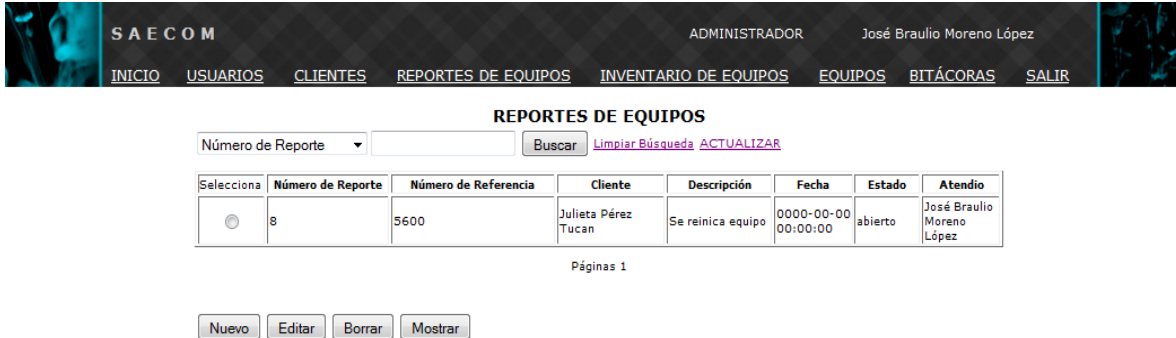 SAECOM ADMINISTRADOR José Braulio Moreno López
INICIO USUARIOS CLIENTES REPORTES DE EQUIPOS INVENTARIO DE EQUIPOS EQUIPOS BITÁCORAS SALIR
REPORTES DE EQUIPOS
Número de Reporte Buscar Limpiar Búsqueda ACTUALIZAR
Selecciona Número de Reporte Número de Referencia Cliente Descripción Fecha Estado Atendio
8 5600 Julieta Pérez Tucan Se reinica equipo 0000-00-00 00:00:00 abierto José Braulio Moreno López
Páginas 1
Nuevo Editar Borrar Mostrar